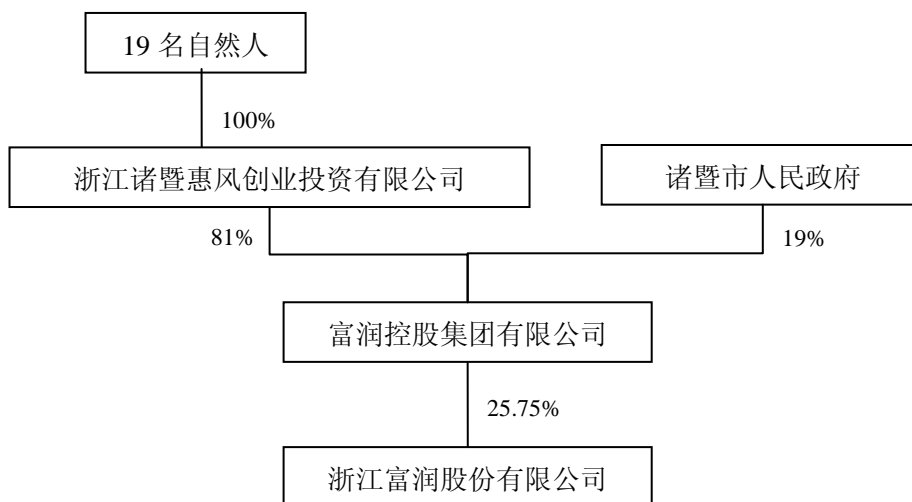 19 名自然人
100%
浙江诸暨惠风创业投资有限公司
诸暨市人民政府
81%
19%
富润控股集团有限公司
25.75%
浙江富润股份有限公司